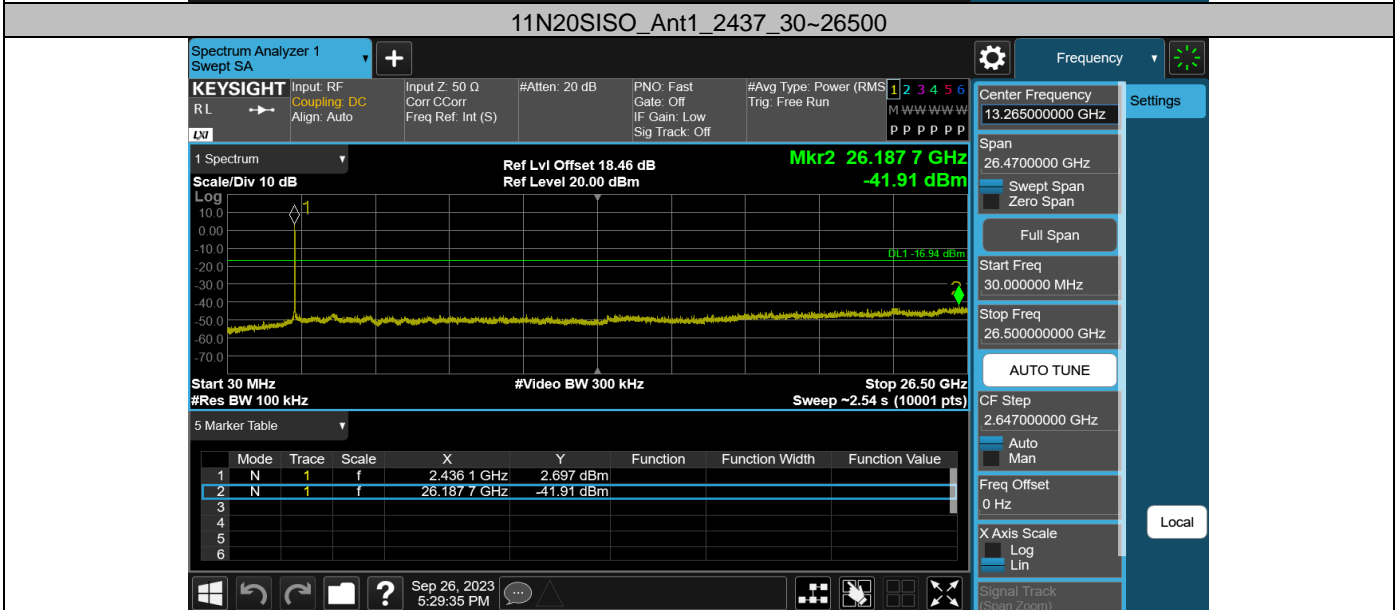 11N20SISO_Ant1_2437_30~26500
Spectrum Analyzer 1
Swept SA
Frequency
KEYSIGHT
Input: RF
Coupling: DC
Align: Auto
Input Z: 50 Ω
Corr CCorr
Freq Ref: Int (S)
#Atten: 20 dB
PNO: Fast
Gate: Off
IF Gain: Low
Sig Track: Off
#Avg Type: Power (RMS
Trig: Free Run
1 2 3 4 5 6
M W W W W W
P P P P P P
R L
LXI
1 Spectrum
Scale/Div 10 dB
Ref Lvl Offset 18.46 dB
Ref Level 20.00 dBm
Mkr2 26.187 7 GHz
-41.91 dBm
Log
10.0
0.00
-10.0
-20.0
-30.0
-40.0
-50.0
-60.0
-70.0
1
DL1 -16.94 dBm
2
Start 30 MHz
#Video BW 300 kHz
Stop 26.50 GHz
#Res BW 100 kHz
Sweep ~2.54 s (10001 pts)
5 Marker Table
Mode Trace Scale X Y Function Function Width Function Value
1 N 1 f 2.436 1 GHz 2.697 dBm
2 N 1 f 26.187 7 GHz -41.91 dBm
3
4
5
6
Center Frequency
13.265000000 GHz
Settings
Span
26.4700000 GHz
Swept Span
Zero Span
Full Span
Start Freq
30.000000 MHz
Stop Freq
26.500000000 GHz
AUTO TUNE
CF Step
2.647000000 GHz
Auto
Man
Freq Offset
0 Hz
Local
X Axis Scale
Log
Lin
Signal Track
(Span Zoom)
?
Sep 26, 2023
5:29:35 PM